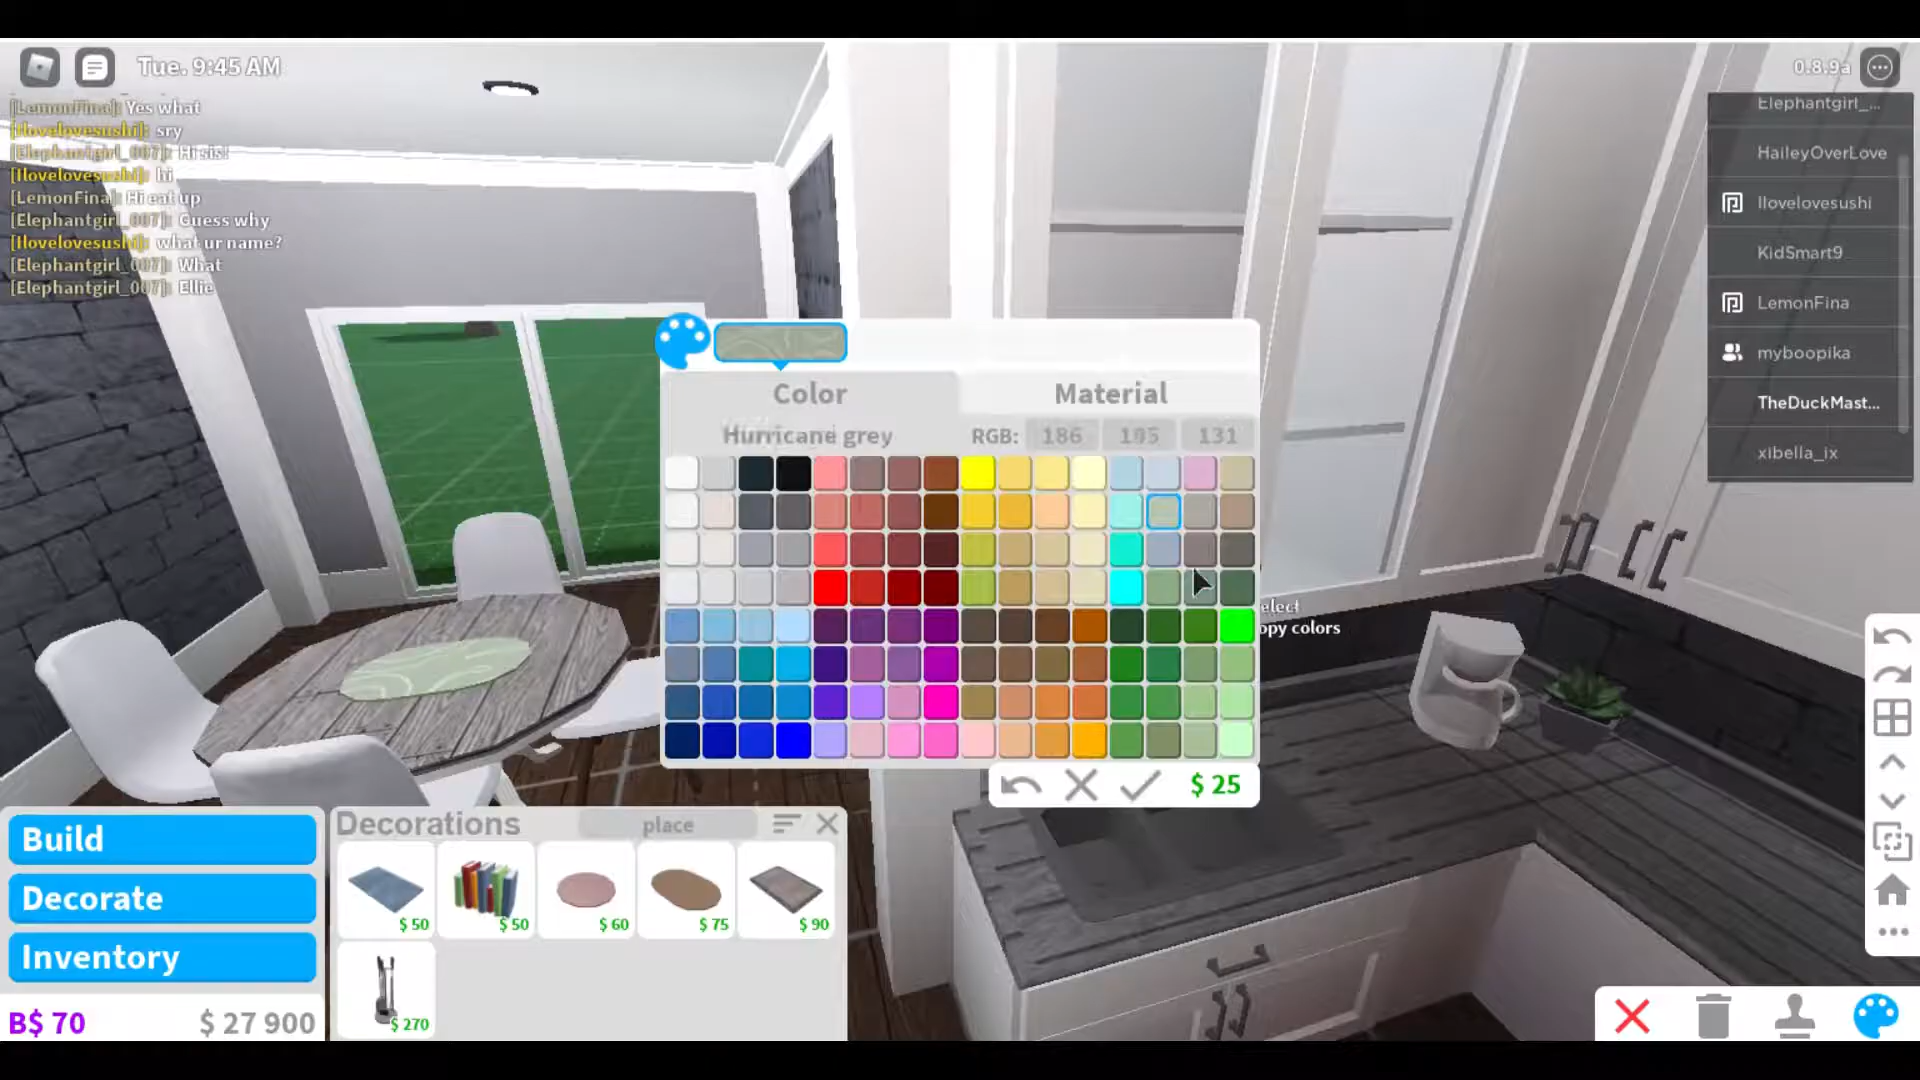 Tue. 9:45 AM
0.8.9a
[LemonFina]: Yes what
[Ilovelovesushi]: sry
[Elephantgirl_007]: Hi sis!
[Ilovelovesushi]: hi
[LemonFina]: Hi eat up
[Elephantgirl_007]: Guess why
[Ilovelovesushi]: what ur name?
[Elephantgirl_007]: What
[Elephantgirl_007]: Ellie
Elephantgirl_...
HaileyOverLove
Ilovelovesushi
KidSmart9
LemonFina
myboopika
TheDuckMast...
xibella_ix
Color
Material
Hurricane grey
RGB: 186 185 131
elect
opy colors
$ 25
Build
Decorate
Inventory
B$ 70
$ 27 900
Decorations
place
$ 50
$ 50
$ 60
$ 75
$ 90
$ 270